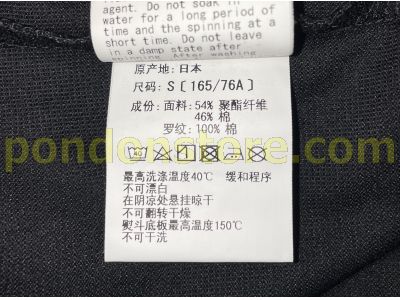 agent. Do not soak in
water for a long period of
time and the spinning at a
short time. Do not leave
in a damp state after
spinning. After washing
原产地: 日本
尺码: S [165/76A]
成份: 面料: 54% 聚酯纤维
46% 棉
罗纹: 100% 棉
pondonstore.com
40
最高洗涤温度40℃ 缓和程序
不可漂白
在阴凉处悬挂晾干
不可翻转干燥
熨斗底板最高温度150℃
不可干洗